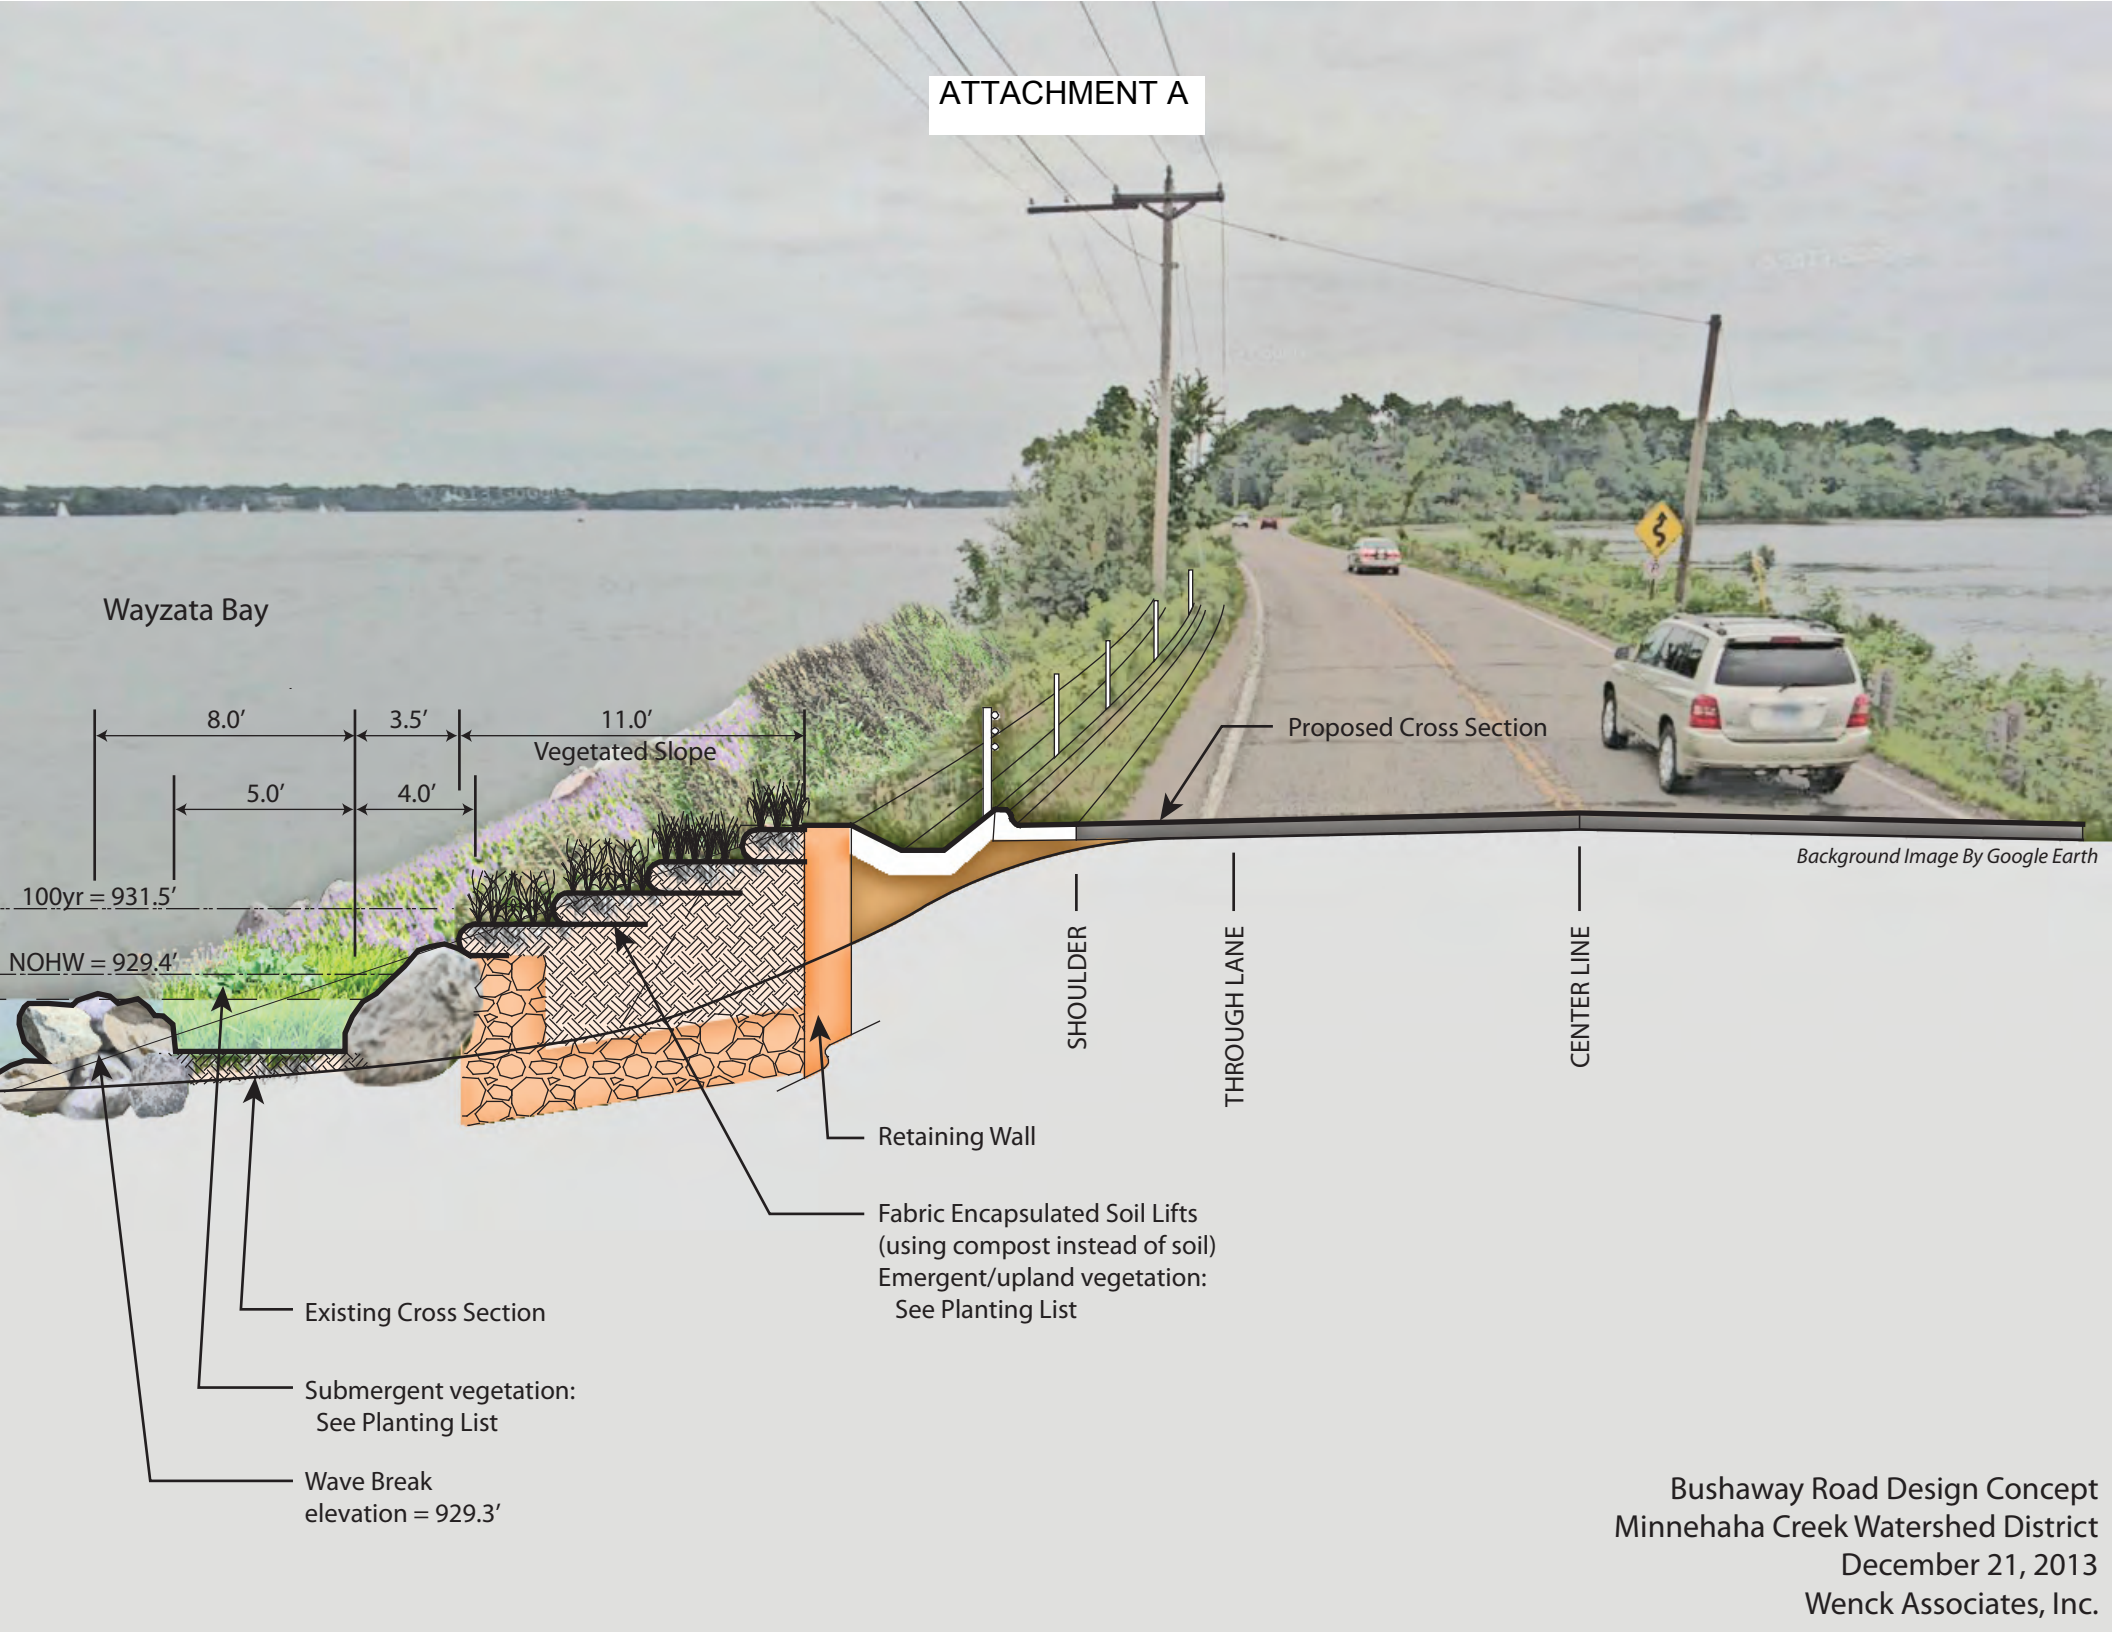 ATTACHMENT A
© 2013 Google
Wayzata Bay
8.0’
3.5’
11.0’
Vegetated Slope
5.0’
4.0’
Proposed Cross Section
Background Image By Google Earth
100yr = 931.5’
NOHW = 929.4’
SHOULDER
THROUGH LANE
CENTER LINE
Retaining Wall
Fabric Encapsulated Soil Lifts
(using compost instead of soil)
Emergent/upland vegetation:
See Planting List
Existing Cross Section
Submergent vegetation:
See Planting List
Wave Break
elevation = 929.3’
Bushaway Road Design Concept
Minnehaha Creek Watershed District
December 21, 2013
Wenck Associates, Inc.